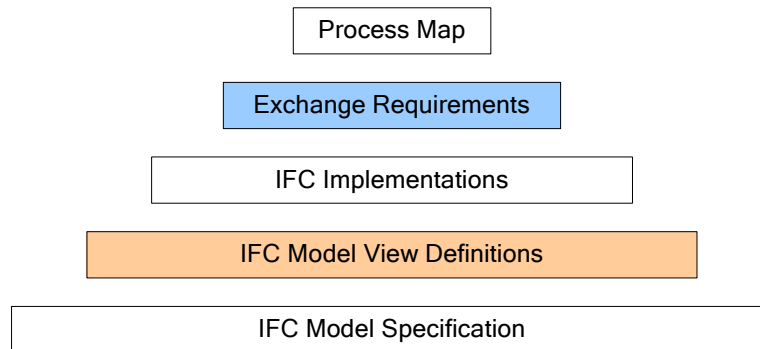 Process Map
Exchange Requirements
IFC Implementations
IFC Model View Definitions
IFC Model Specification